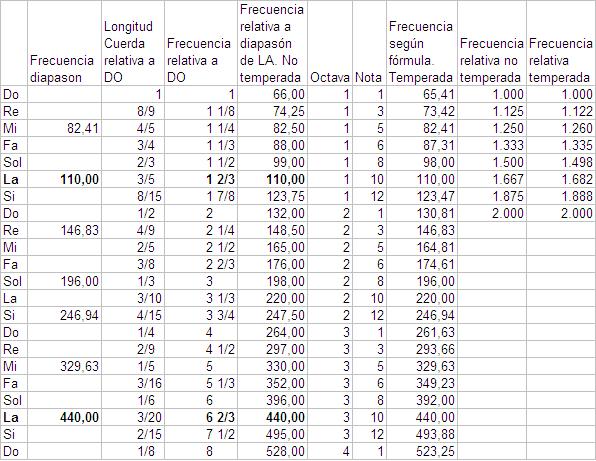 Frecuencia diapason Longitud Cuerda relativa a DO Frecuencia relativa a DO Frecuencia relativa a diapasón de LA. No temperada Octava Nota Frecuencia según fórmula. Temperada Frecuencia relativa no temperada Frecuencia relativa temperada
Do 1 1 66,00 1 1 65,41 1.000 1.000
Re 8/9 1 1/8 74,25 1 3 73,42 1.125 1.122
Mi 82,41 4/5 1 1/4 82,50 1 5 82,41 1.250 1.260
Fa 3/4 1 1/3 88,00 1 6 87,31 1.333 1.335
Sol 2/3 1 1/2 99,00 1 8 98,00 1.500 1.498
La 110,00 3/5 1 2/3 110,00 1 10 110,00 1.667 1.682
Si 8/15 1 7/8 123,75 1 12 123,47 1.875 1.888
Do 1/2 2 132,00 2 1 130,81 2.000 2.000
Re 146,83 4/9 2 1/4 148,50 2 3 146,83
Mi 2/5 2 1/2 165,00 2 5 164,81
Fa 3/8 2 2/3 176,00 2 6 174,61
Sol 196,00 1/3 3 198,00 2 8 196,00
La 3/10 3 1/3 220,00 2 10 220,00
Si 246,94 4/15 3 3/4 247,50 2 12 246,94
Do 1/4 4 264,00 3 1 261,63
Re 2/9 4 1/2 297,00 3 3 293,66
Mi 329,63 1/5 5 330,00 3 5 329,63
Fa 3/16 5 1/3 352,00 3 6 349,23
Sol 1/6 6 396,00 3 8 392,00
La 440,00 3/20 6 2/3 440,00 3 10 440,00
Si 2/15 7 1/2 495,00 3 12 493,88
Do 1/8 8 528,00 4 1 523,25